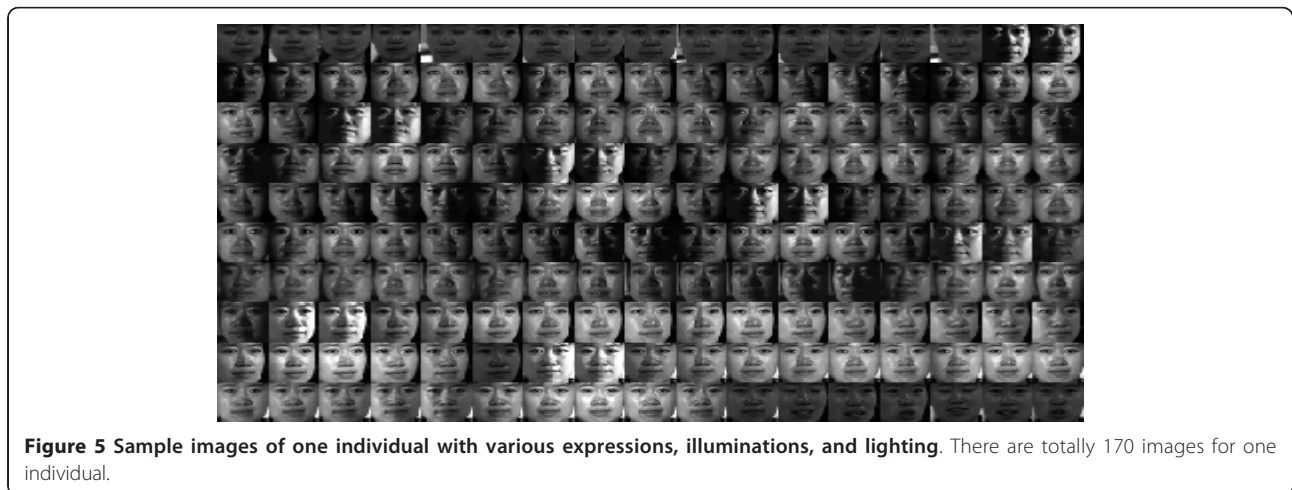 Figure 5 Sample images of one individual with various expressions, illuminations, and lighting. There are totally 170 images for one
individual.